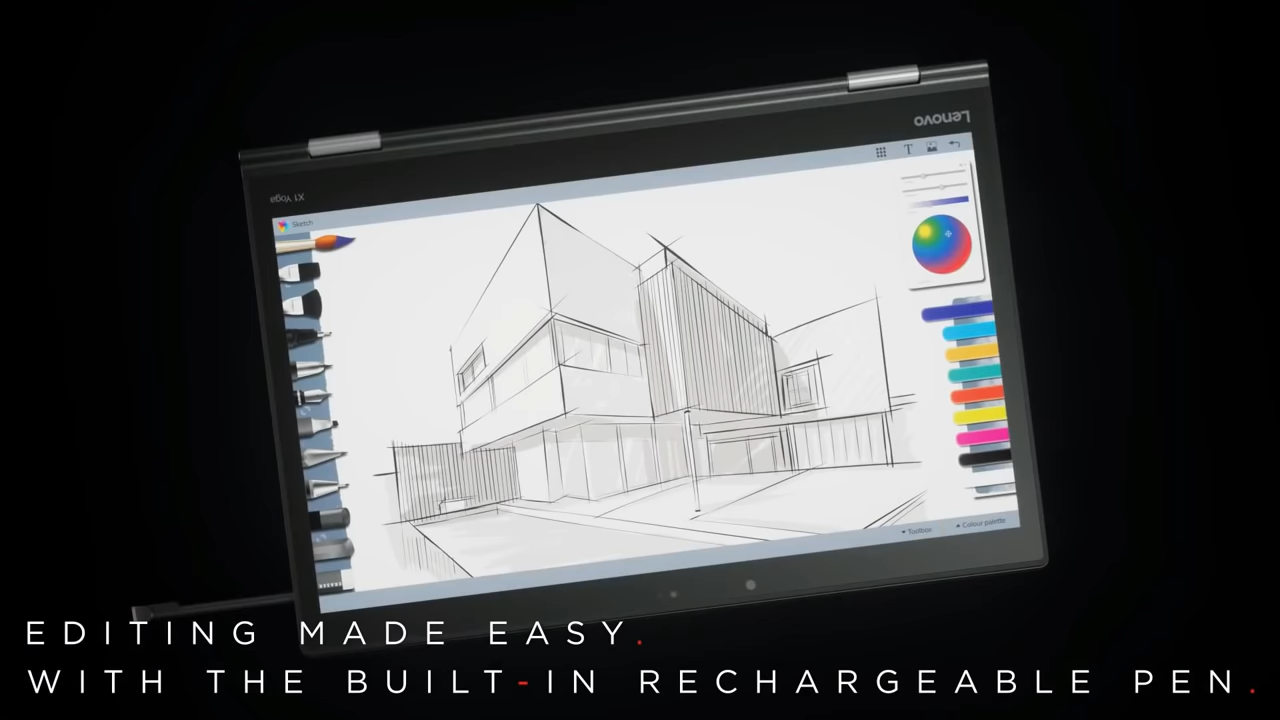 Lenovo
X1 Yoga
Sketch
T
Toolbox
Colour palette
EDITING MADE EASY.
WITH THE BUILT-IN RECHARGEABLE PEN.